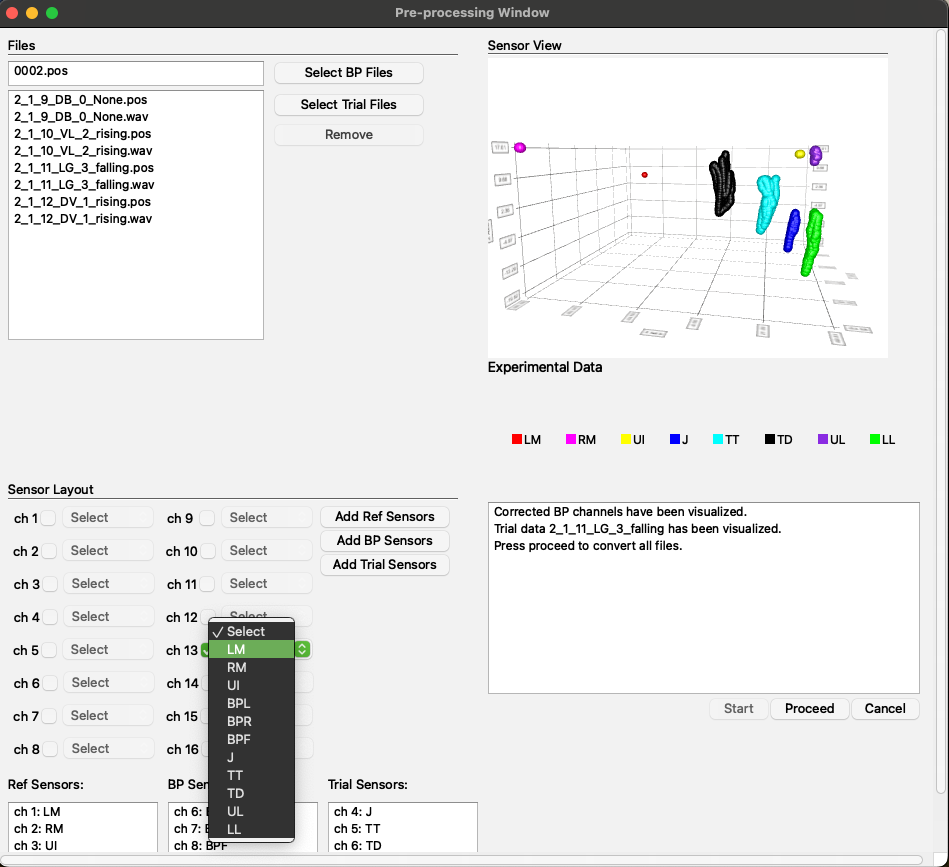 Pre-processing Window
Files
0002.pos
Select BP Files
Select Trial Files
Remove
2_1_9_DB_0_None.pos
2_1_9_DB_0_None.wav
2_1_10_VL_2_rising.pos
2_1_10_VL_2_rising.wav
2_1_11_LG_3_falling.pos
2_1_11_LG_3_falling.wav
2_1_12_DV_1_rising.pos
2_1_12_DV_1_rising.wav
Sensor View
Experimental Data
LM RM UI J TT TD UL LL
Sensor Layout
ch 1 Select ch 9 Select Add Ref Sensors
ch 2 Select ch 10 Select Add BP Sensors
ch 3 Select ch 11 Select Add Trial Sensors
ch 4 Select ch 12 Select
ch 5 Select ch 13
ch 6 Select ch 14
ch 7 Select ch 15
ch 8 Select ch 16
Select
LM
RM
UI
BPL
BPR
BPF
J
TT
TD
UL
LL
Corrected BP channels have been visualized.
Trial data 2_1_11_LG_3_falling has been visualized.
Press proceed to convert all files.
Start Proceed Cancel
Ref Sensors:
ch 1: LM
ch 2: RM
ch 3: UI
BP
ch 6:
ch 7:
ch 8: BPF
Trial Sensors:
ch 4: J
ch 5: TT
ch 6: TD